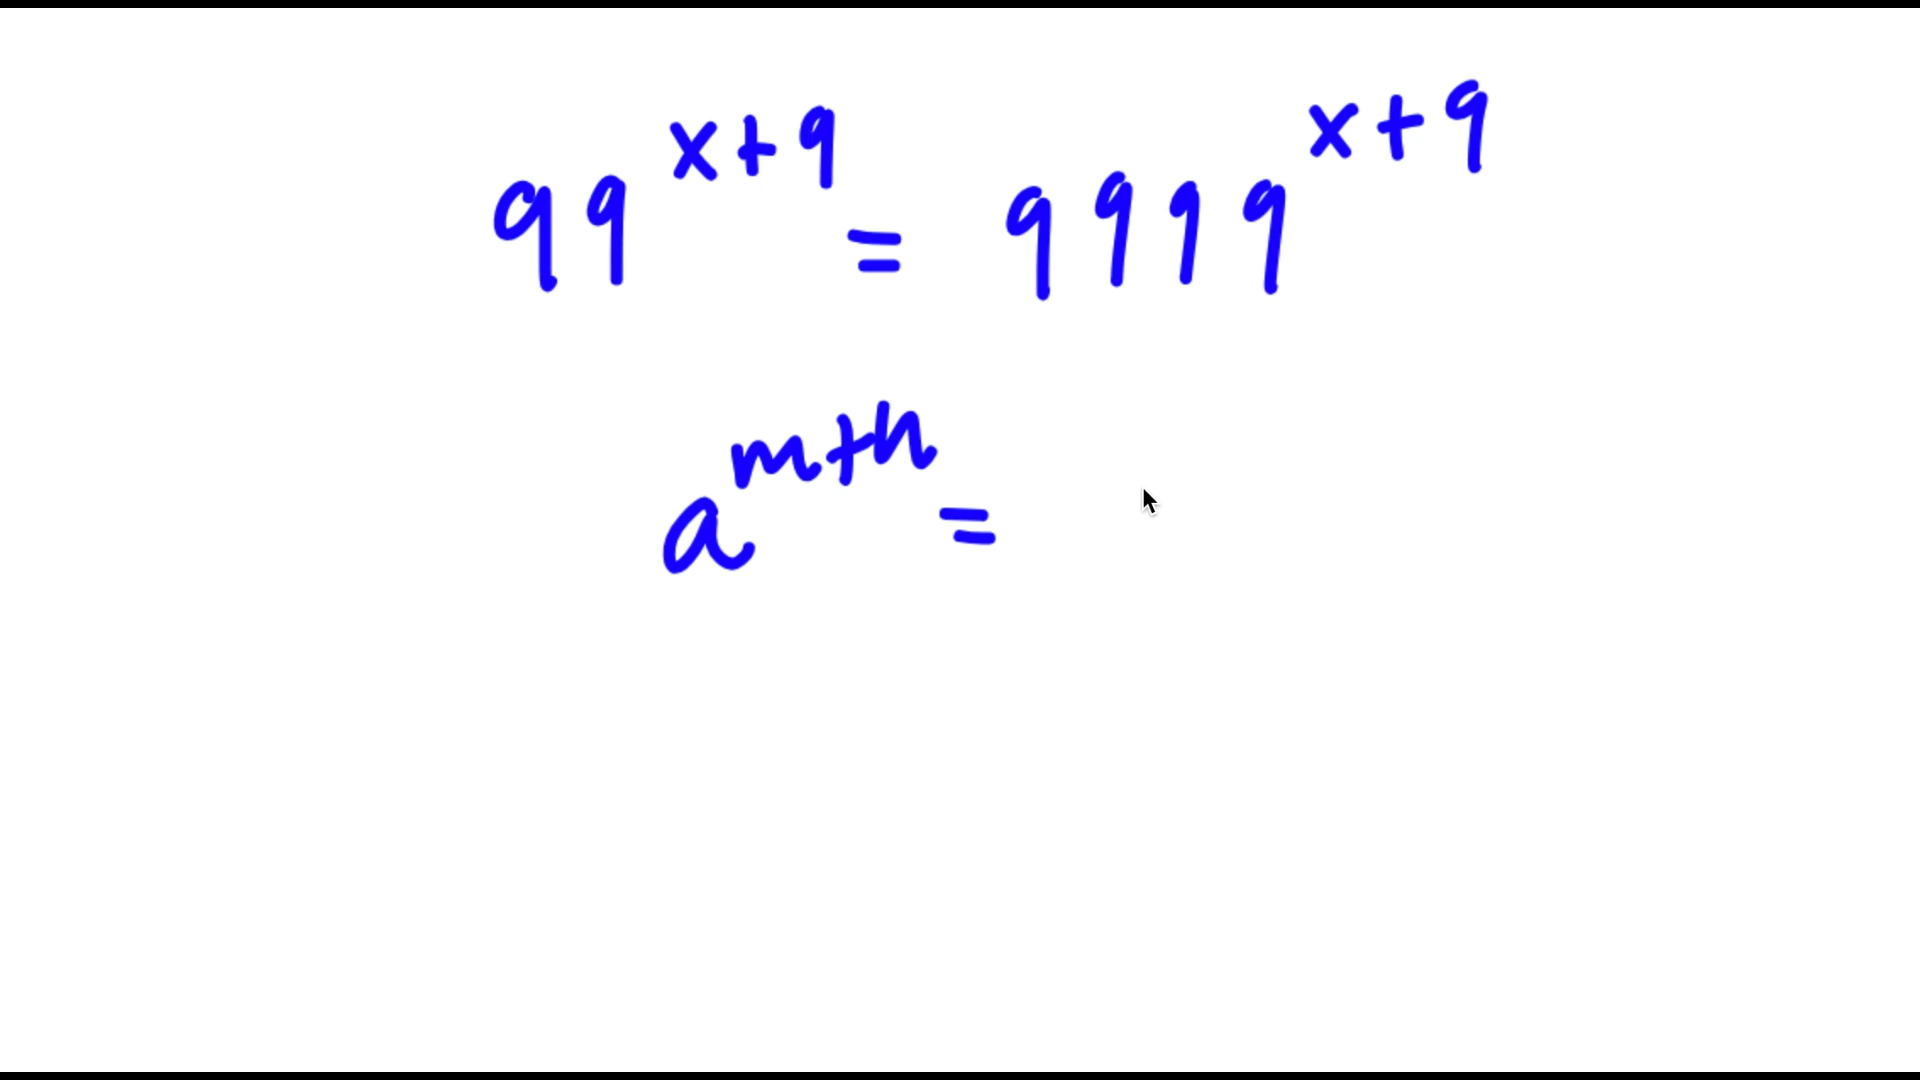 99^{x+9} = 9999^{x+9}
a^{m+n} =